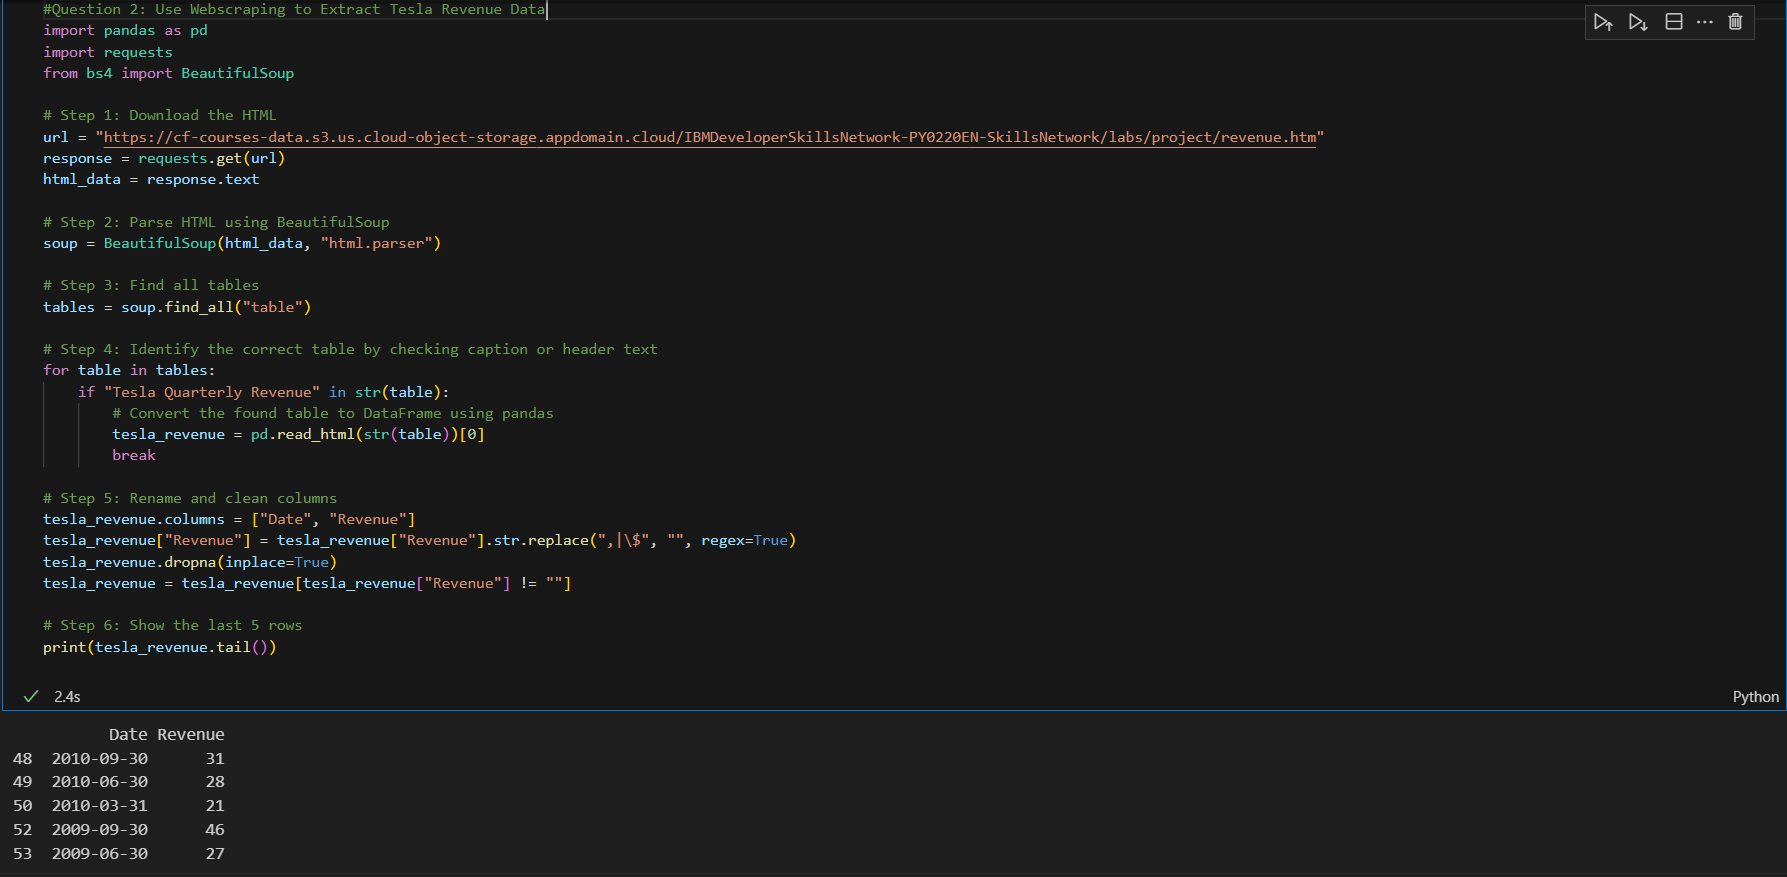 #Question 2: Use Webscraping to Extract Tesla Revenue Data
import pandas as pd
import requests
from bs4 import BeautifulSoup

# Step 1: Download the HTML
url = "https://cf-courses-data.s3.us.cloud-object-storage.appdomain.cloud/IBMDeveloperSkillsNetwork-PY0220EN-SkillsNetwork/labs/project/revenue.htm"
response = requests.get(url)
html_data = response.text

# Step 2: Parse HTML using BeautifulSoup
soup = BeautifulSoup(html_data, "html.parser")

# Step 3: Find all tables
tables = soup.find_all("table")

# Step 4: Identify the correct table by checking caption or header text
for table in tables:
    if "Tesla Quarterly Revenue" in str(table):
        # Convert the found table to DataFrame using pandas
        tesla_revenue = pd.read_html(str(table))[0]
        break

# Step 5: Rename and clean columns
tesla_revenue.columns = ["Date", "Revenue"]
tesla_revenue["Revenue"] = tesla_revenue["Revenue"].str.replace(",|\$", "", regex=True)
tesla_revenue.dropna(inplace=True)
tesla_revenue = tesla_revenue[tesla_revenue["Revenue"] != ""]

# Step 6: Show the last 5 rows
print(tesla_revenue.tail())
2.4s
Python
Date Revenue
48 2010-09-30 31
49 2010-06-30 28
50 2010-03-31 21
52 2009-09-30 46
53 2009-06-30 27